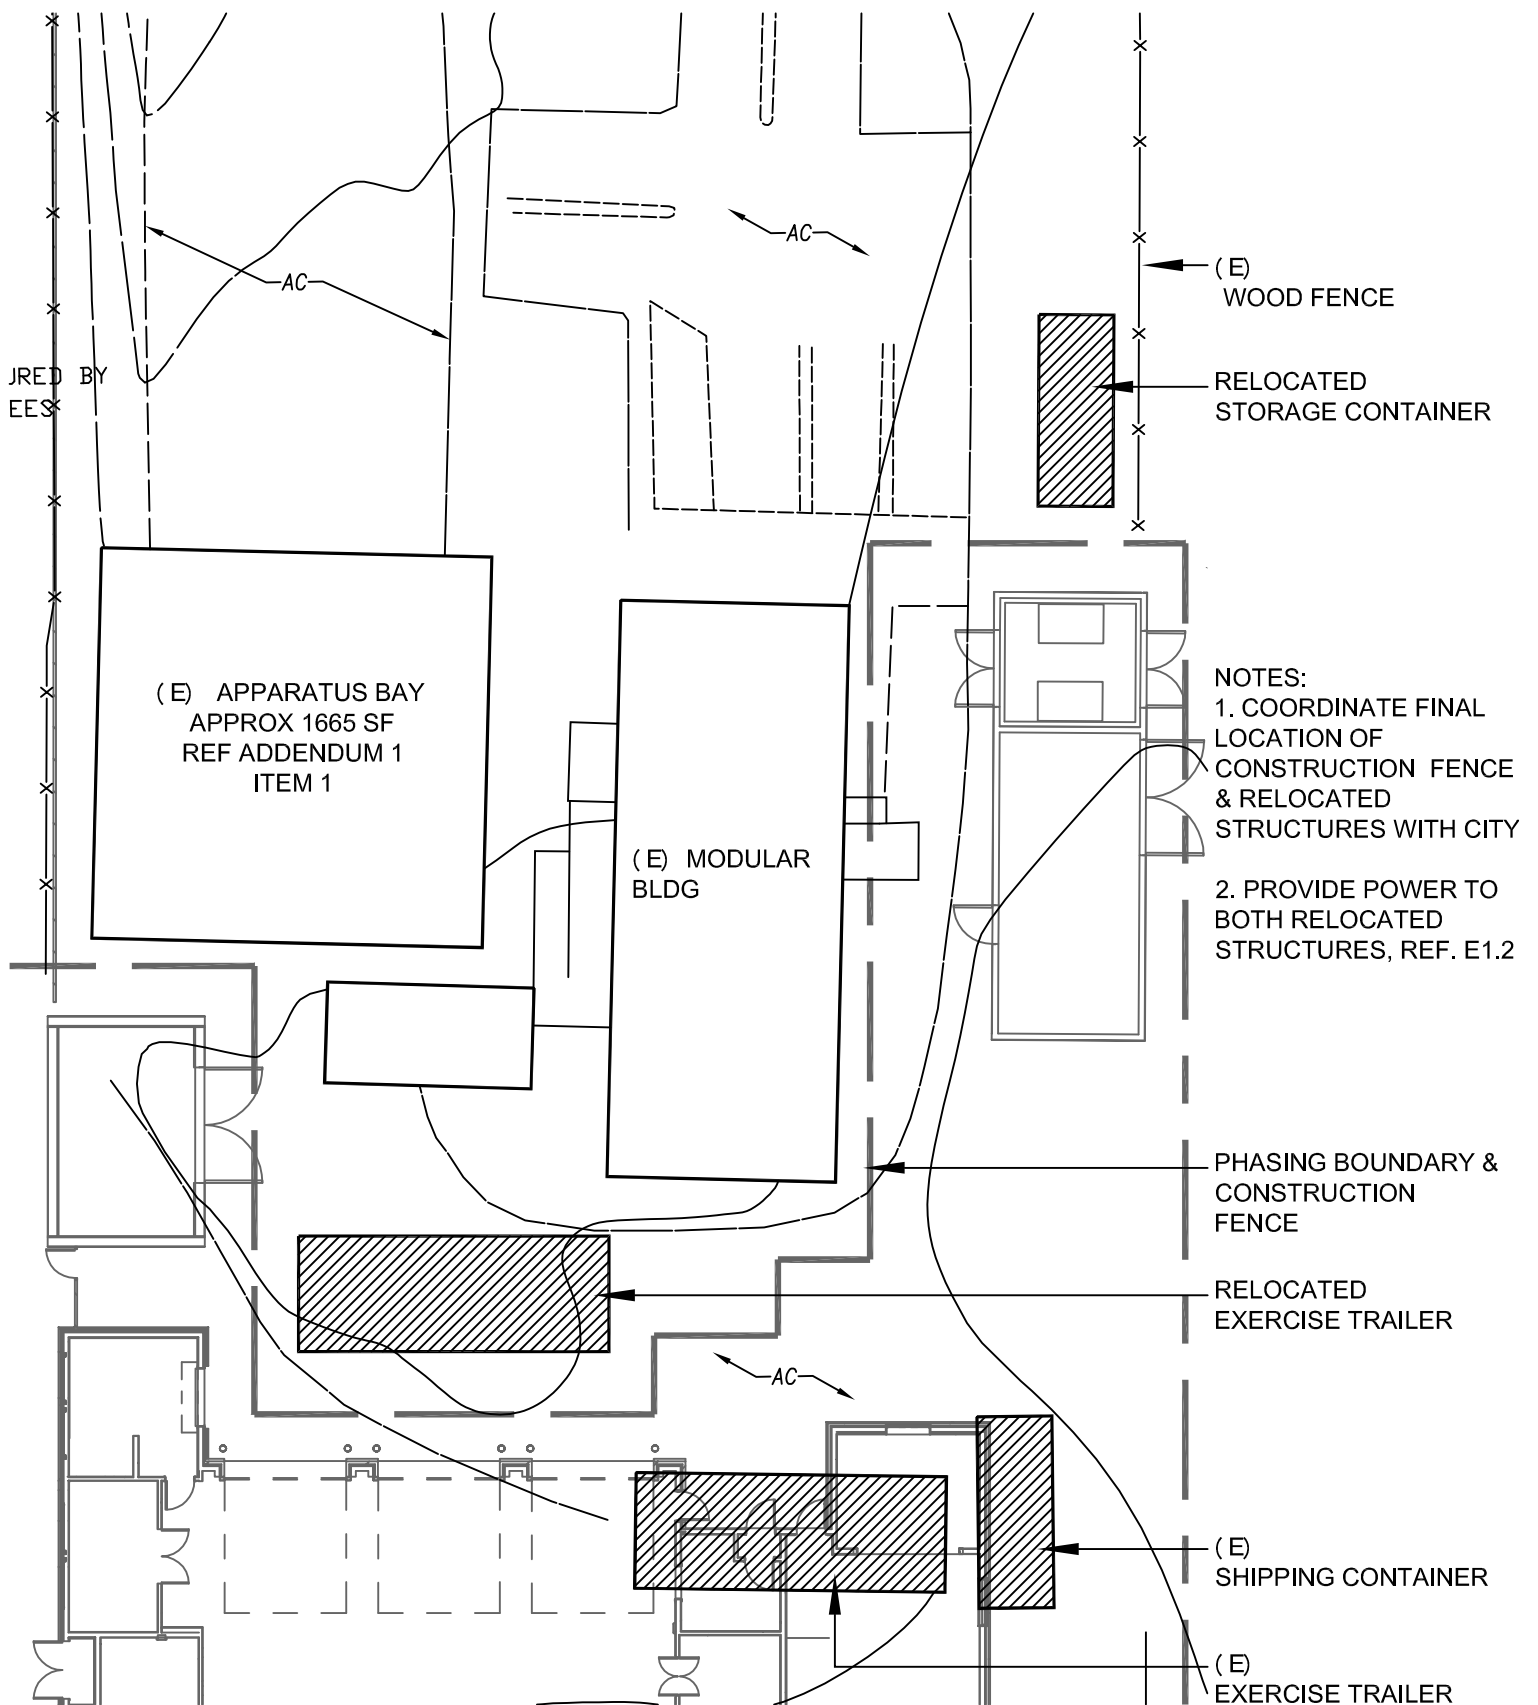 AC
(E)
WOOD FENCE
AC
JRED BY
EES
RELOCATED
STORAGE CONTAINER
(E) APPARATUS BAY
APPROX 1665 SF
REF ADDENDUM 1
ITEM 1
NOTES:
1. COORDINATE FINAL
LOCATION OF
CONSTRUCTION FENCE
& RELOCATED
STRUCTURES WITH CITY
(E) MODULAR
BLDG
2. PROVIDE POWER TO
BOTH RELOCATED
STRUCTURES, REF. E1.2
PHASING BOUNDARY &
CONSTRUCTION
FENCE
RELOCATED
EXERCISE TRAILER
AC
(E)
SHIPPING CONTAINER
(E)
EXERCISE TRAILER